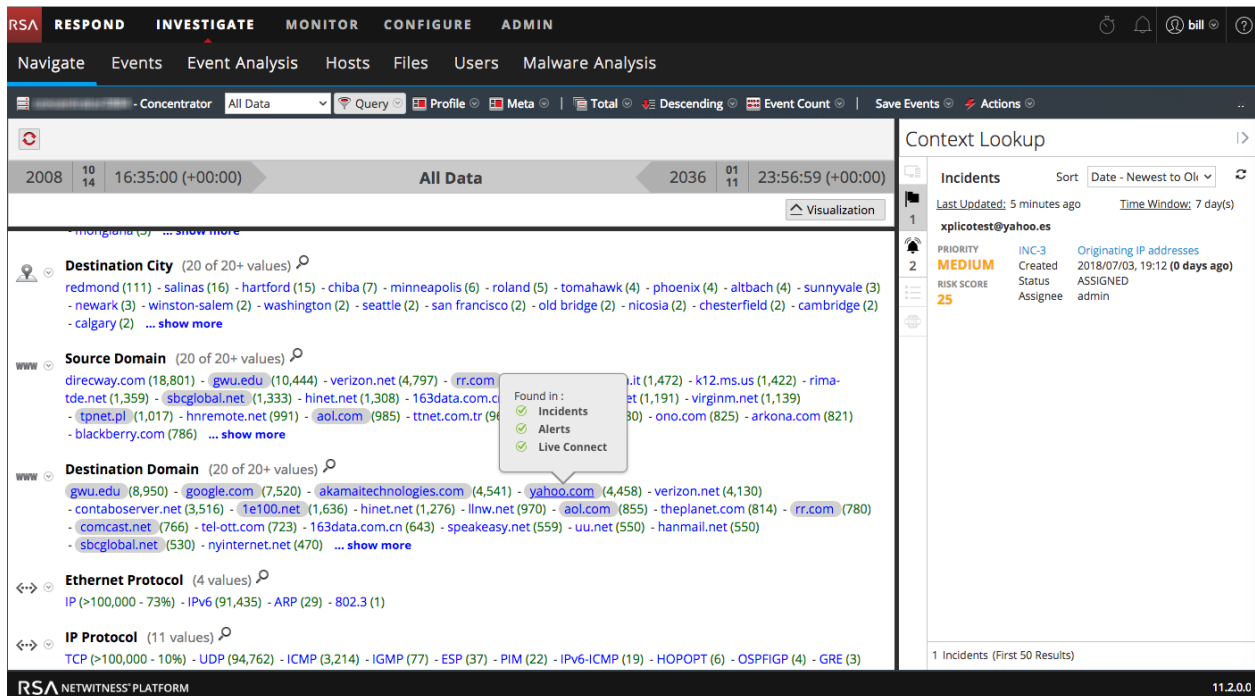 RSA RESPOND INVESTIGATE MONITOR CONFIGURE ADMIN bill
Navigate Events Event Analysis Hosts Files Users Malware Analysis
- Concentrator All Data Query Profile Meta | Total Descending Event Count | Save Events Actions ..
2008 10 14 16:35:00 (+00:00) All Data 2036 01 11 23:56:59 (+00:00)
Visualization
- mongiana (3) ... show more
Destination City (20 of 20+ values)
redmond (111) - salinas (16) - hartford (15) - chiba (7) - minneapolis (6) - roland (5) - tomahawk (4) - phoenix (4) - altbach (4) - sunnyvale (3)
- newark (3) - winston-salem (2) - washington (2) - seattle (2) - san francisco (2) - old bridge (2) - nicosia (2) - chesterfield (2) - cambridge (2)
- calgary (2) ... show more
www Source Domain (20 of 20+ values)
direcway.com (18,801) - gwu.edu (10,444) - verizon.net (4,797) - rr.com .it (1,472) - k12.ms.us (1,422) - rima-
tde.net (1,359) - sbcglobal.net (1,333) - hinet.net (1,308) - 163data.com.c et (1,191) - virginm.net (1,139)
- tpnet.pl (1,017) - hnremote.net (991) - aol.com (985) - ttnet.com.tr (9 0) - ono.com (825) - arkona.com (821)
- blackberry.com (786) ... show more
Found in :
Incidents
Alerts
Live Connect
www Destination Domain (20 of 20+ values)
gwu.edu (8,950) - google.com (7,520) - akamaitechnologies.com (4,541) - yahoo.com (4,458) - verizon.net (4,130)
- contaboserver.net (3,516) - 1e100.net (1,636) - hinet.net (1,276) - llnw.net (970) - aol.com (855) - theplanet.com (814) - rr.com (780)
- comcast.net (766) - tel-ott.com (723) - 163data.com.cn (643) - speakeasy.net (559) - uu.net (550) - hanmail.net (550)
- sbcglobal.net (530) - nyinternet.net (470) ... show more
Ethernet Protocol (4 values)
IP (>100,000 - 73%) - IPv6 (91,435) - ARP (29) - 802.3 (1)
IP Protocol (11 values)
TCP (>100,000 - 10%) - UDP (94,762) - ICMP (3,214) - IGMP (77) - ESP (37) - PIM (22) - IPv6-ICMP (19) - HOPOPT (6) - OSPFIGP (4) - GRE (3)
Context Lookup
1
2
Incidents Sort Date - Newest to Ol
Last Updated: 5 minutes ago Time Window: 7 day(s)
xplicotest@yahoo.es
PRIORITY INC-3 Originating IP addresses
MEDIUM Created 2018/07/03, 19:12 (0 days ago)
RISK SCORE Status ASSIGNED
25 Assignee admin
1 Incidents (First 50 Results)
RSA NETWITNESS® PLATFORM 11.2.0.0